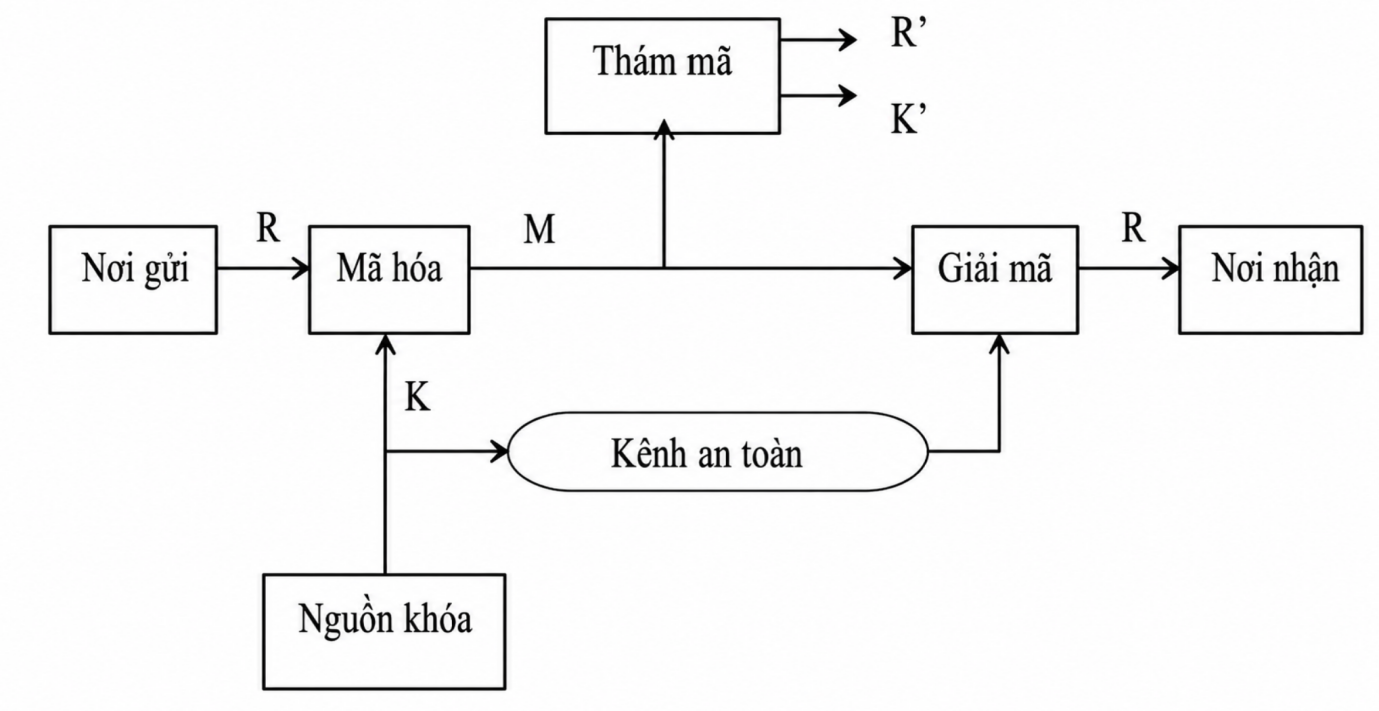 Thám mã
R’
K’
R
M
R
Nơi gửi
Mã hóa
Giải mã
Nơi nhận
K
Kênh an toàn
Nguồn khóa